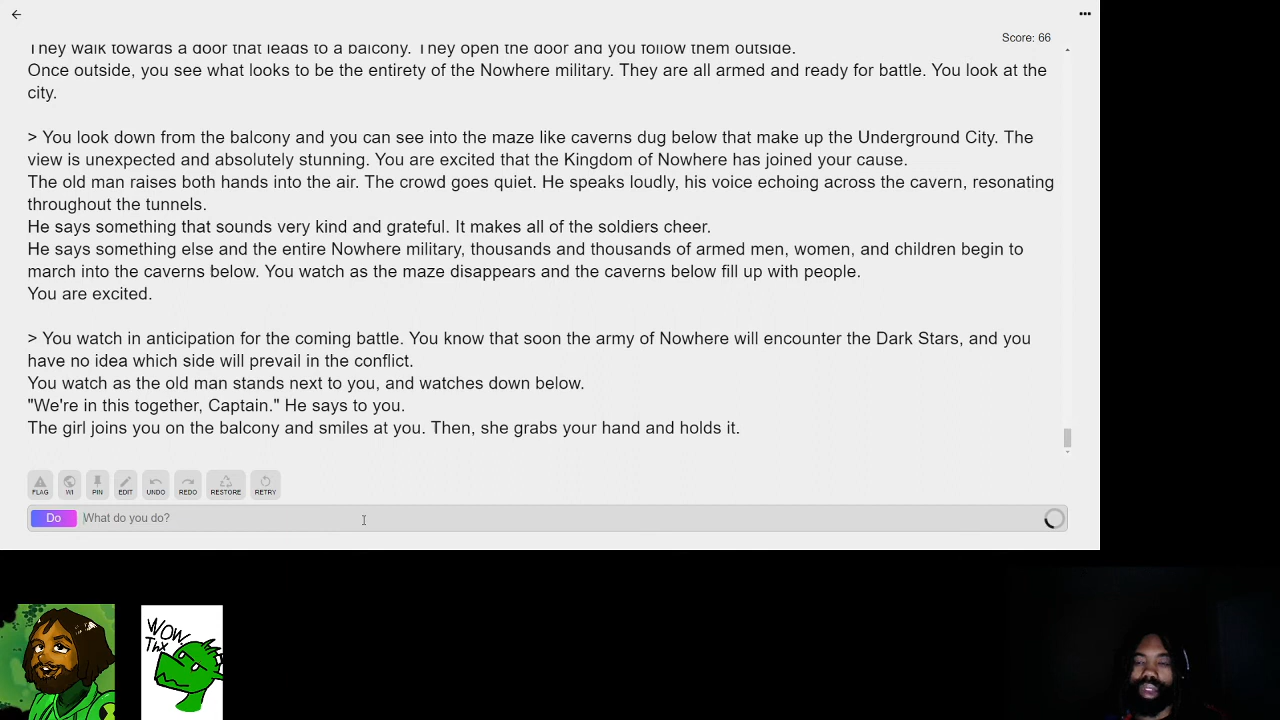 Score: 66
They walk towards a door that leads to a balcony. They open the door and you follow them outside.
Once outside, you see what looks to be the entirety of the Nowhere military. They are all armed and ready for battle. You look at the
city.
> You look down from the balcony and you can see into the maze like caverns dug below that make up the Underground City. The
view is unexpected and absolutely stunning. You are excited that the Kingdom of Nowhere has joined your cause.
The old man raises both hands into the air. The crowd goes quiet. He speaks loudly, his voice echoing across the cavern, resonating
throughout the tunnels.
He says something that sounds very kind and grateful. It makes all of the soldiers cheer.
He says something else and the entire Nowhere military, thousands and thousands of armed men, women, and children begin to
march into the caverns below. You watch as the maze disappears and the caverns below fill up with people.
You are excited.
> You watch in anticipation for the coming battle. You know that soon the army of Nowhere will encounter the Dark Stars, and you
have no idea which side will prevail in the conflict.
You watch as the old man stands next to you, and watches down below.
"We're in this together, Captain." He says to you.
The girl joins you on the balcony and smiles at you. Then, she grabs your hand and holds it.
FLAG WI PIN EDIT UNDO REDO RESTORE RETRY
Do What do you do?
WOW
Thx